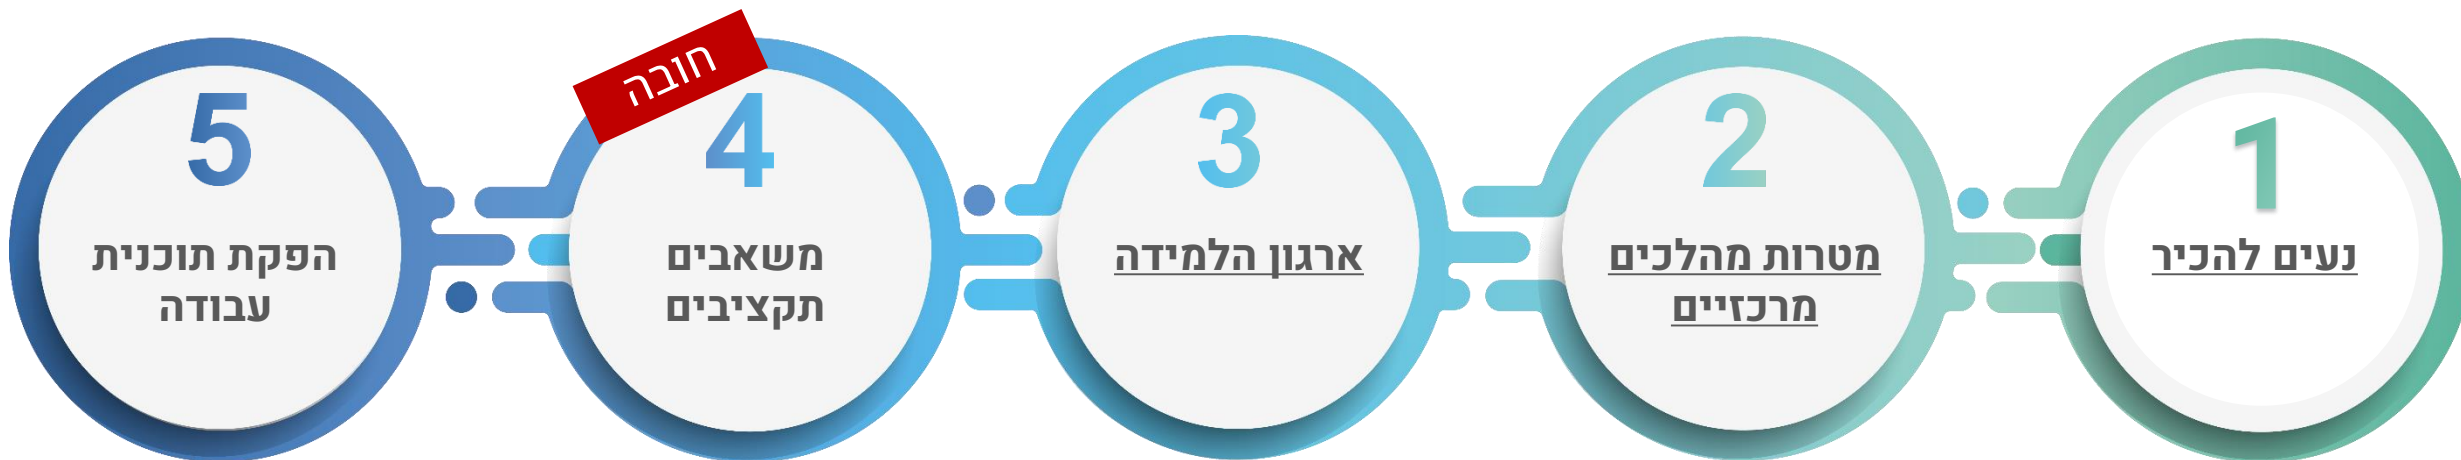 1
נעים להכיר
2
מטרות מהלכים
מרכזיים
3
ארגון הלמידה
חובה
4
משאבים
תקציבים
5
הפקת תוכנית
עבודה